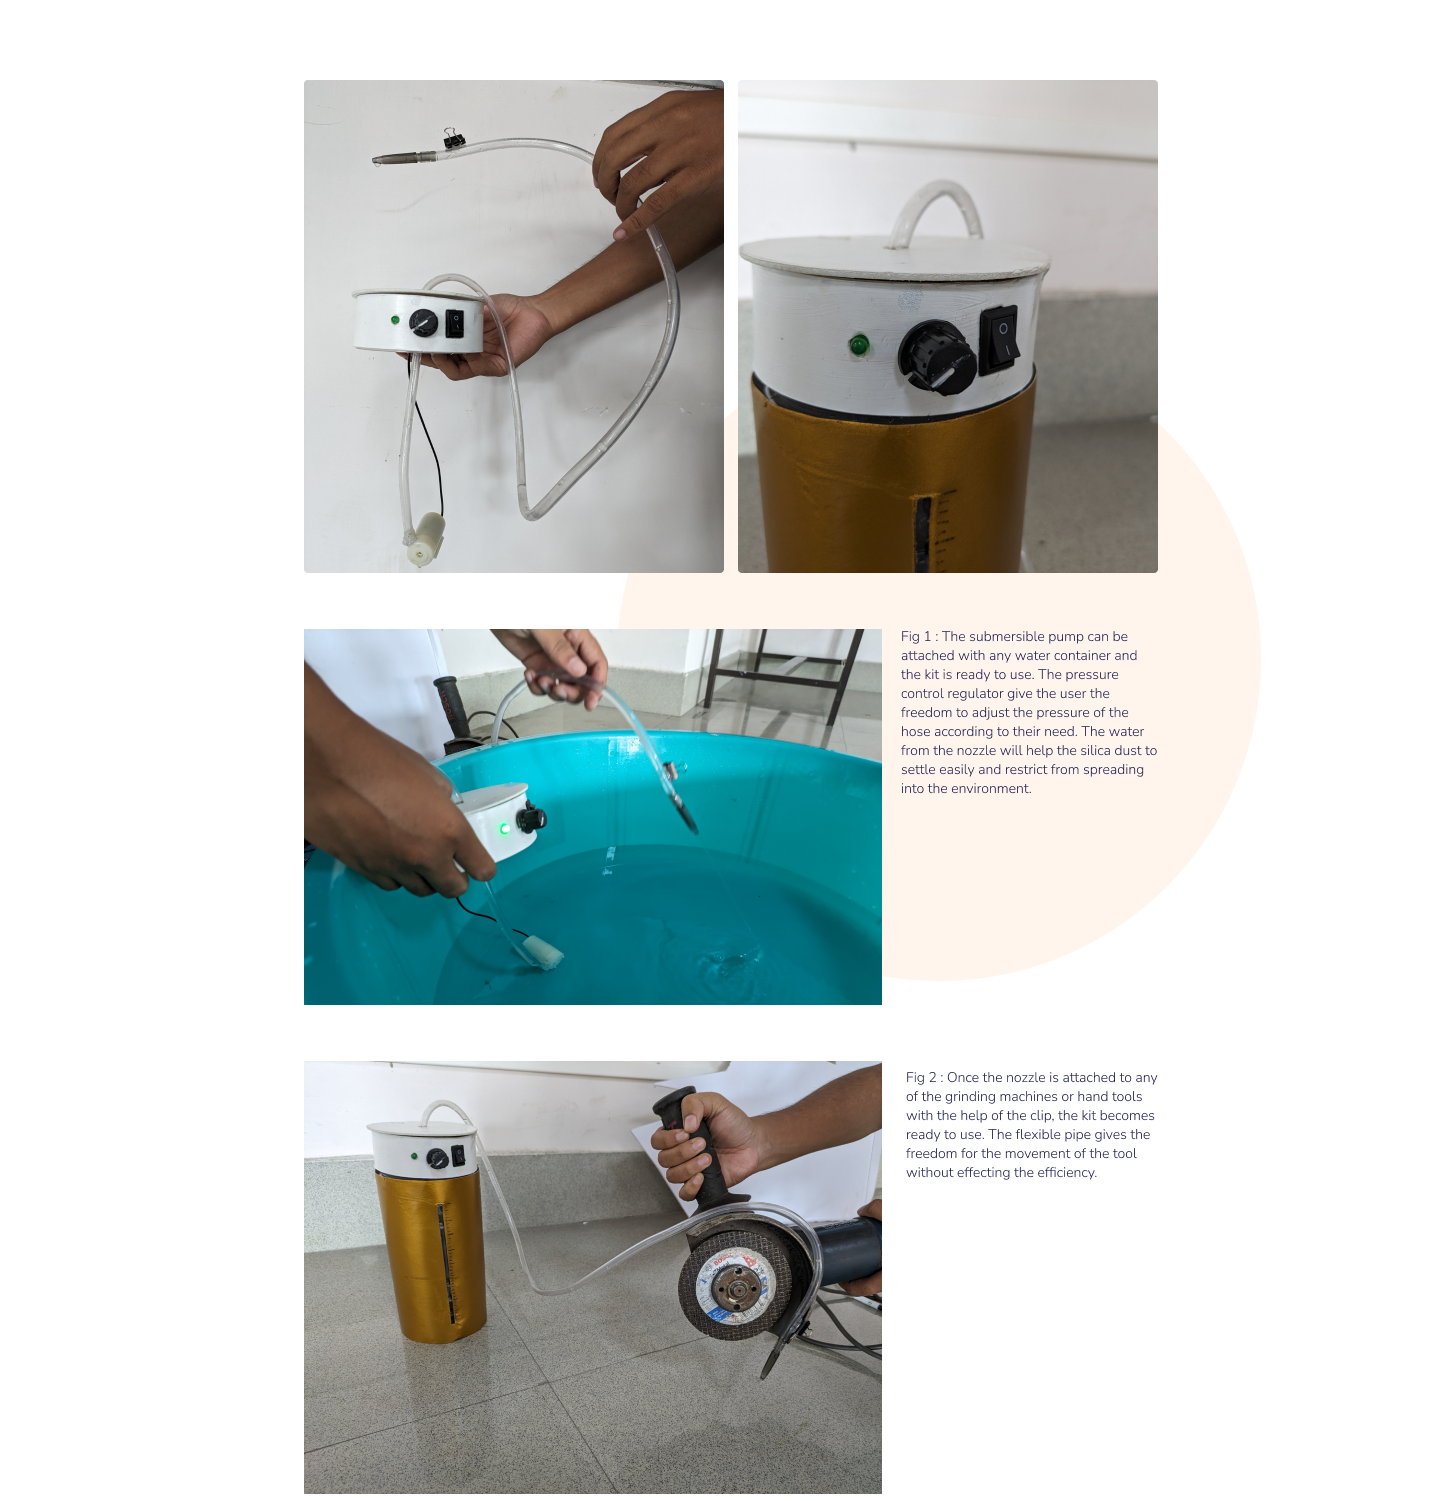 Fig 1 : The submersible pump can be
attached with any water container and
the kit is ready to use. The pressure
control regulator give the user the
freedom to adjust the pressure of the
hose according to their need. The water
from the nozzle will help the silica dust to
settle easily and restrict from spreading
into the environment.
Fig 2 : Once the nozzle is attached to any
of the grinding machines or hand tools
with the help of the clip, the kit becomes
ready to use. The flexible pipe gives the
freedom for the movement of the tool
without effecting the efficiency.